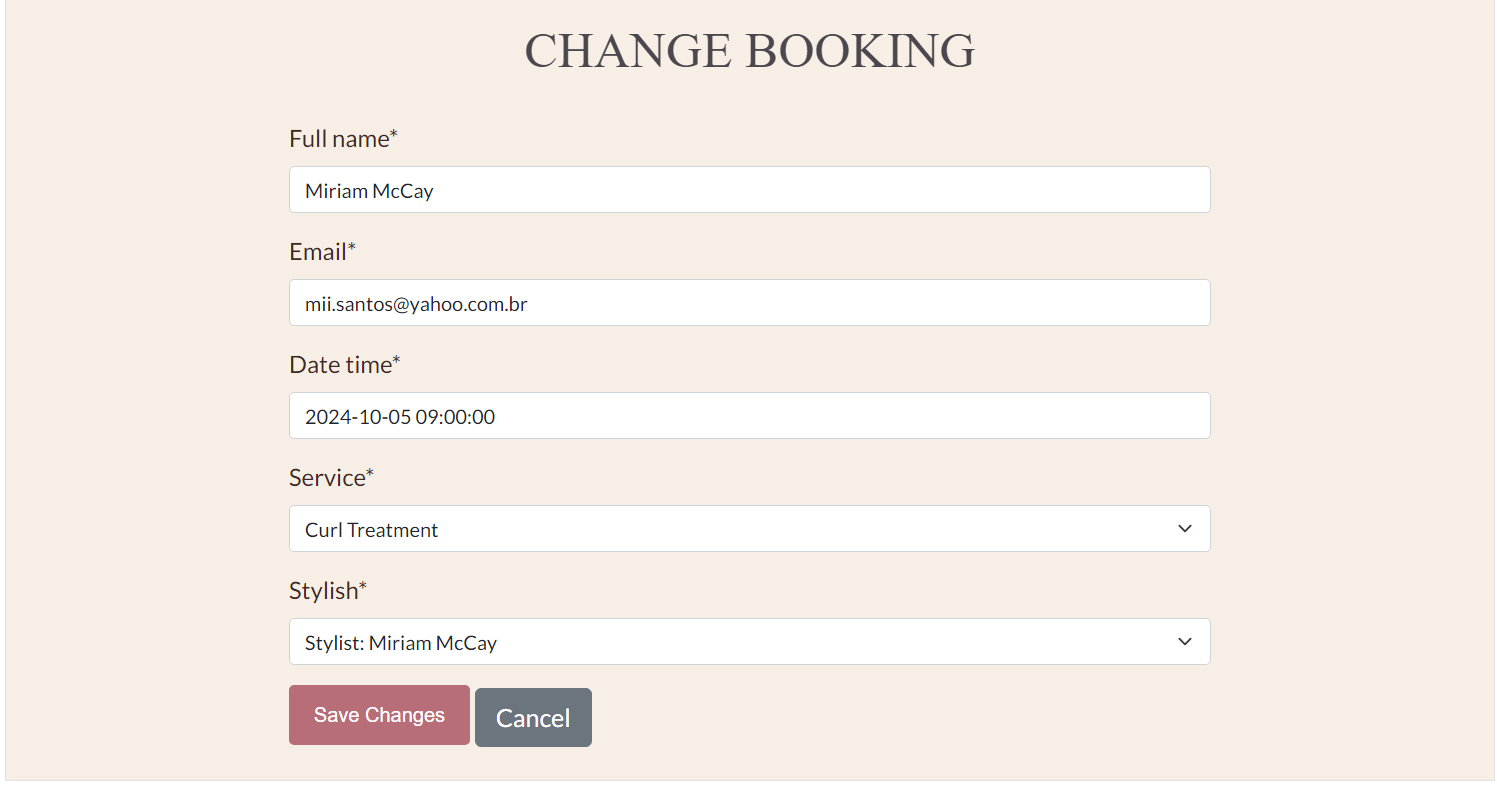 CHANGE BOOKING
Full name*
Miriam McCay
Email*
mii.santos@yahoo.com.br
Date time*
2024-10-05 09:00:00
Service*
Curl Treatment
Stylish*
Stylist: Miriam McCay
Save Changes
Cancel